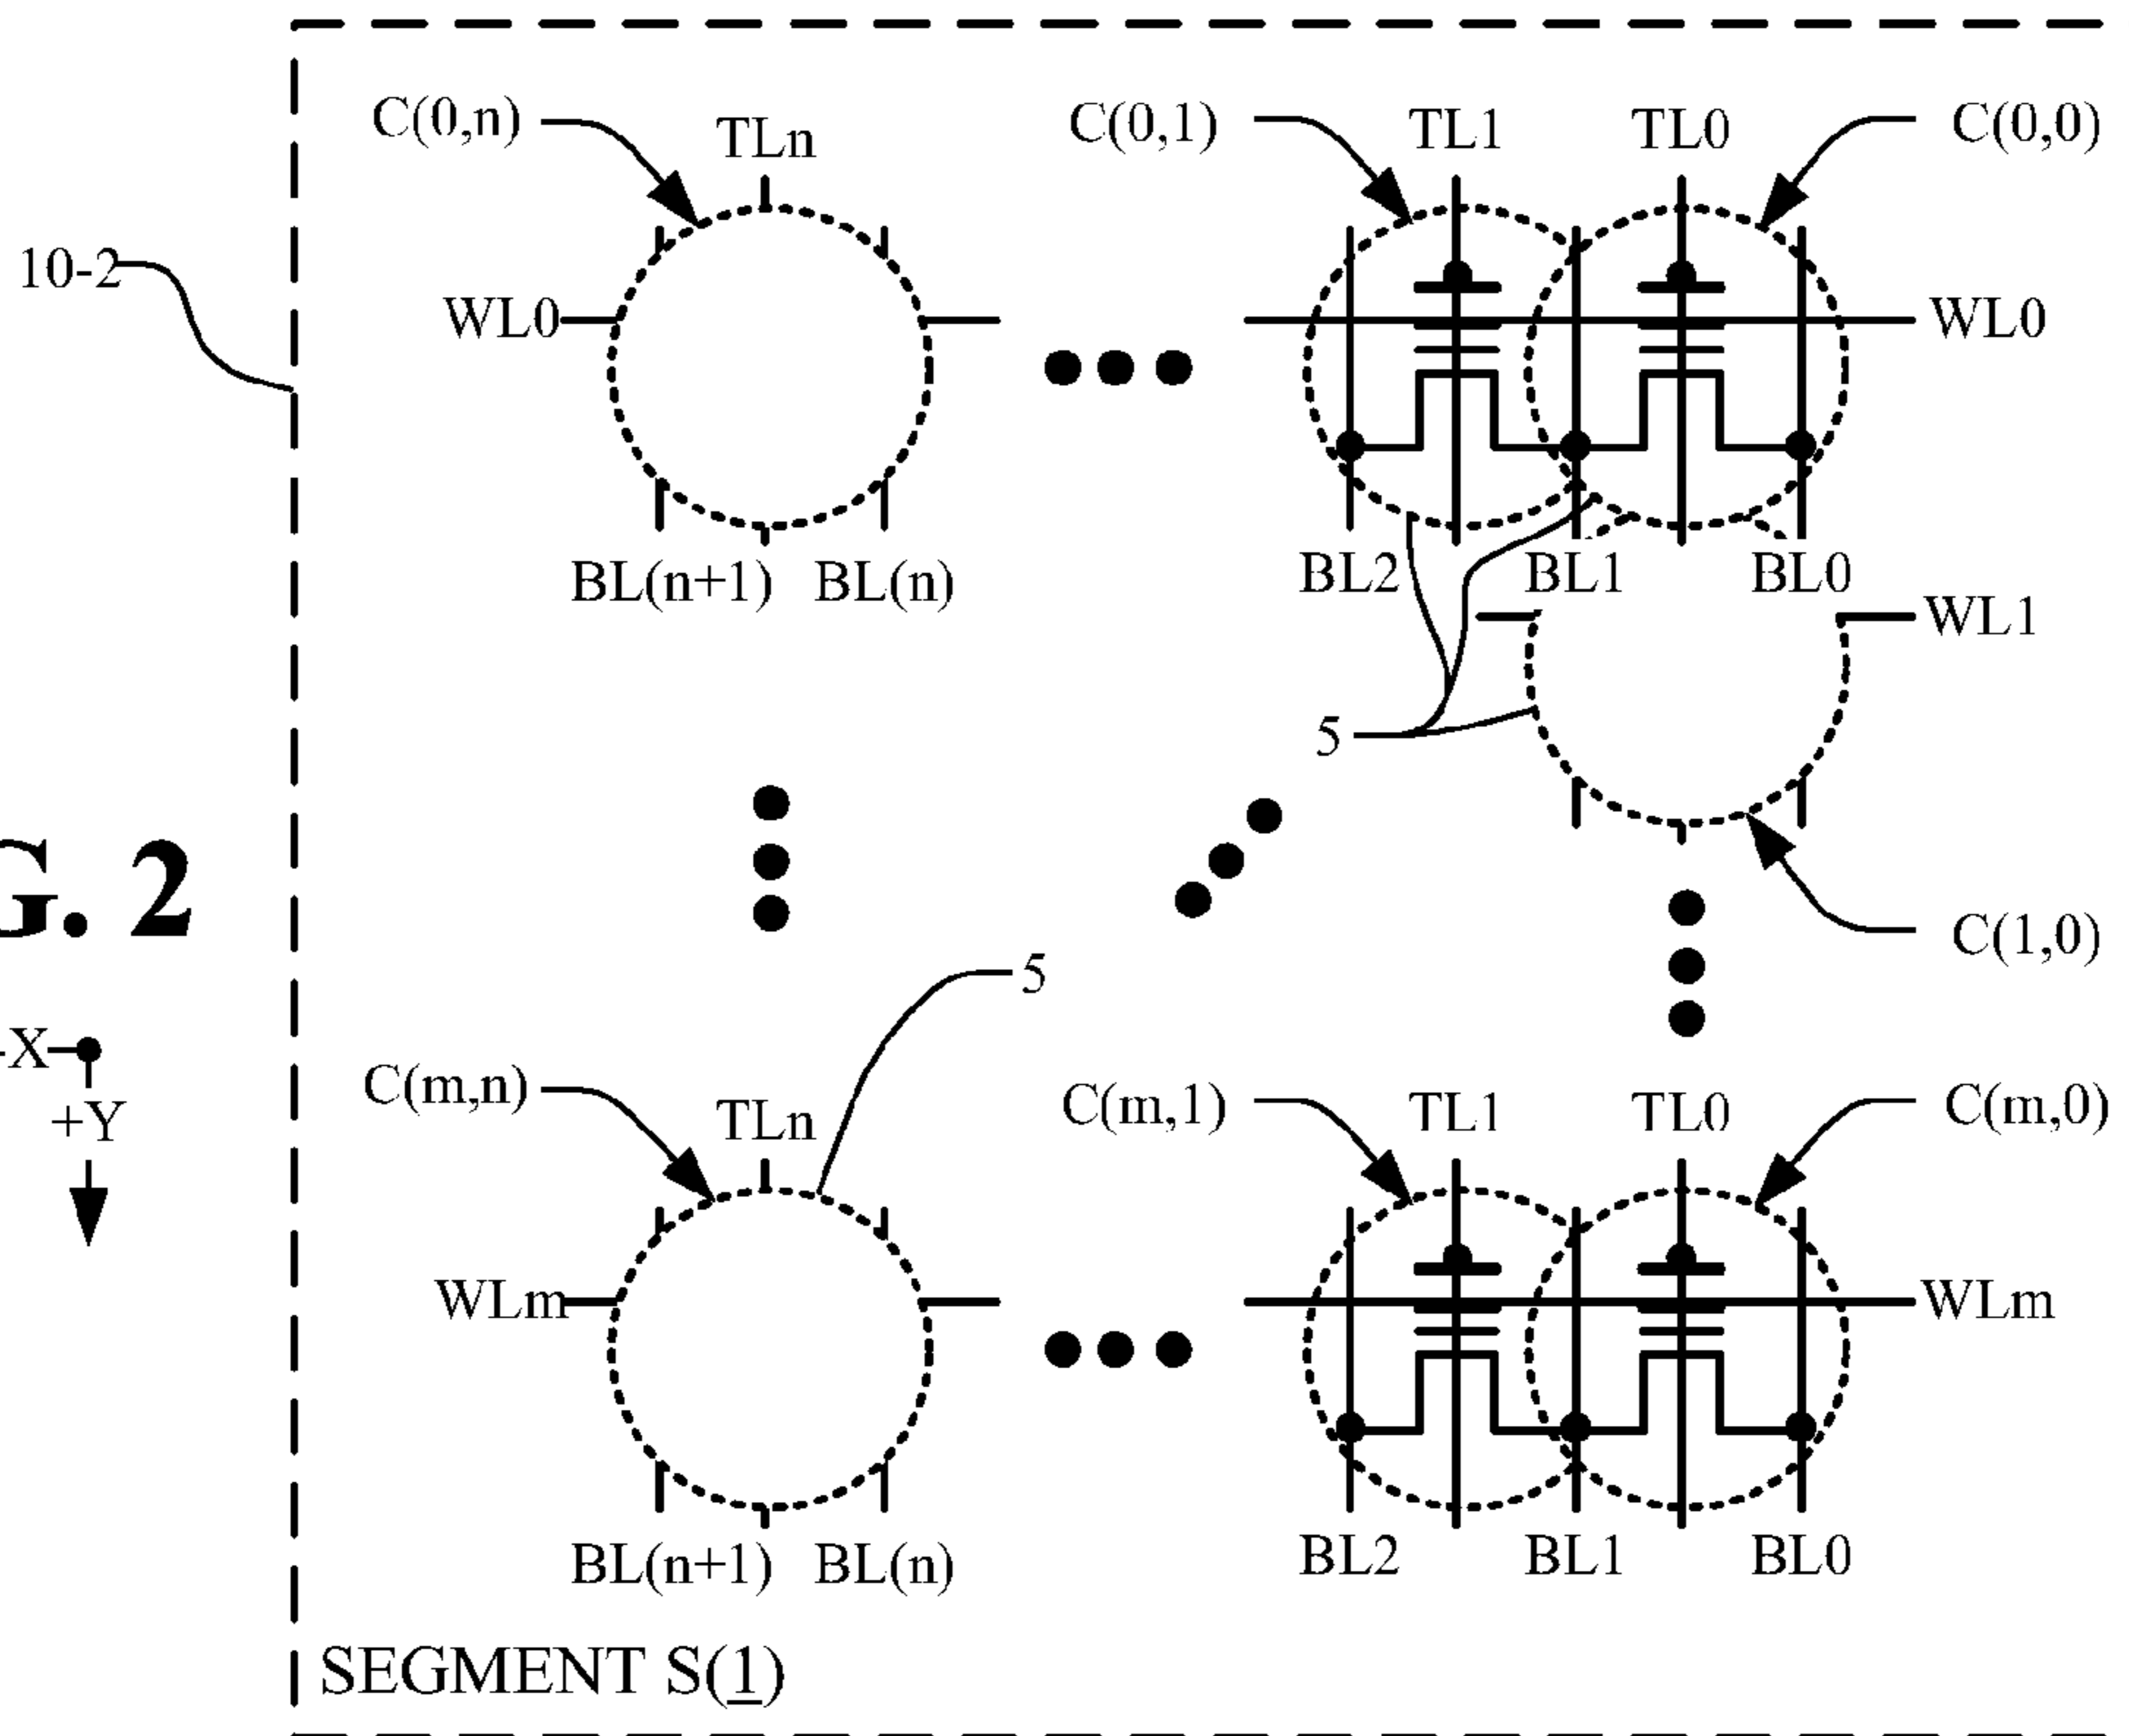 C(0,n)
TLn
C(0,1)
TL1
TL0
C(0,0)
10-2
WL0
WL0
BL(n+1)
BL(n)
BL2
BL1
BL0
WL1
5
G. 2
C(1,0)
5
-X
+Y
C(m,n)
TLn
C(m,1)
TL1
TL0
C(m,0)
WLm
WLm
BL(n+1)
BL(n)
BL2
BL1
BL0
SEGMENT S(1)